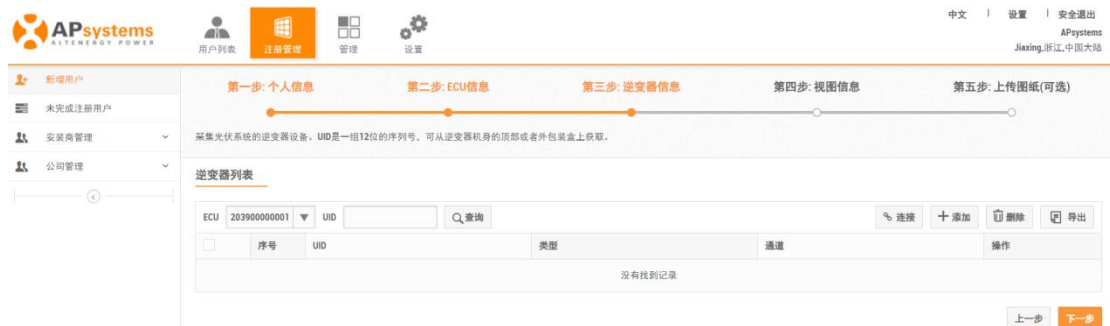 APsystems
ALTENERGY POWER
用户列表
注册管理
管理
设置
中文 | 设置 | 安全退出
APsystems
Jiaxing,浙江,中国大陆
新增用户
未完成注册用户
安装商管理
公司管理
第一步: 个人信息 第二步: ECU信息 第三步: 逆变器信息 第四步: 视图信息 第五步: 上传图纸(可选)
采集光伏系统的逆变器设备。UID是一组12位的序列号，可从逆变器机身的顶部或者外包装盒上获取。
逆变器列表
ECU 203900000001 UID 查询 连接 添加 删除 导出
序号 UID 类型 通道 操作
没有找到记录
上一步 下一步